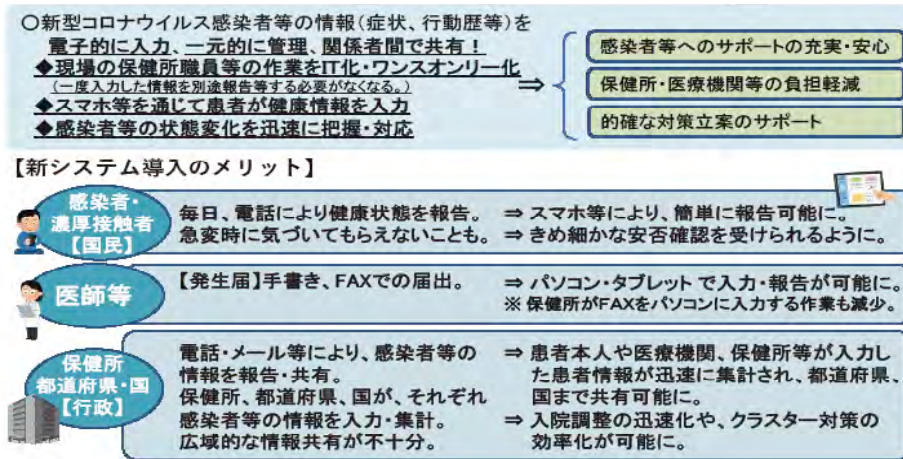 ○新型コロナウイルス感染者等の情報(症状、行動歴等)を
電子的に入力、一元的に管理、関係者間で共有!
◆現場の保健所職員等の作業をIT化・ワンスオンリー化
(一度入力した情報を別途報告等する必要がなくなる。)
◆スマホ等を通じて患者が健康情報を入力
◆感染者等の状態変化を迅速に把握・対応
⇒
感染者等へのサポートの充実・安心
保健所・医療機関等の負担軽減
的確な対策立案のサポート
【新システム導入のメリット】
感染者・
濃厚接触者
【国民】
毎日、電話により健康状態を報告。
急変時に気づいてもらえないことも。
⇒ スマホ等により、簡単に報告可能に。
⇒ きめ細かな安否確認を受けられるように。
医師等
【発生届】手書き、FAXでの届出。
⇒ パソコン・タブレットで入力・報告が可能に。
※ 保健所がFAXをパソコンに入力する作業も減少。
保健所
都道府県・国
【行政】
電話・メール等により、感染者等の
情報を報告・共有。
保健所、都道府県、国が、それぞれ
感染者等の情報を入力・集計。
広域的な情報共有が不十分。
⇒ 患者本人や医療機関、保健所等が入力し
た患者情報が迅速に集計され、都道府県、
国まで共有可能に。
⇒ 入院調整の迅速化や、クラスター対策の
効率化が可能に。